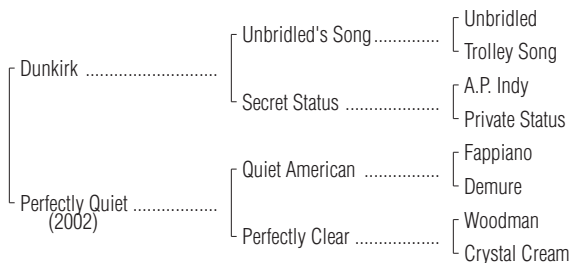 Unbridled
Unbridled's Song..............
Trolley Song
Dunkirk ...........................
A.P. Indy
Secret Status ....................
Private Status
Fappiano
Quiet American ................
Demure
Perfectly Quiet .................
(2002)
Woodman
Perfectly Clear ..................
Crystal Cream